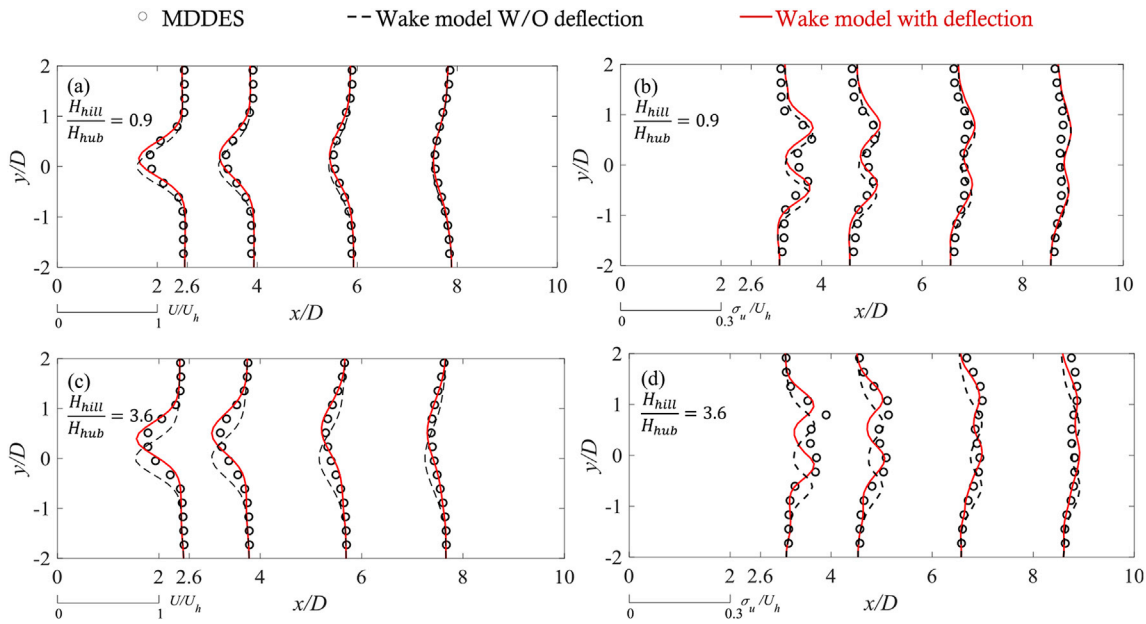 MDDES
Wake model W/O deflection
Wake model with deflection
2
1
0
-1
-2
y/D
(a)
H_hill/H_hub = 0.9
0 2 2.6 4 6 8 10
0 1 U/U_h x/D
2
1
0
-1
-2
y/D
(b)
H_hill/H_hub = 0.9
0 2 2.6 4 6 8 10
0 0.3 σ_u/U_h x/D
2
1
0
-1
-2
y/D
(c)
H_hill/H_hub = 3.6
0 2 2.6 4 6 8 10
0 1 U/U_h x/D
2
1
0
-1
-2
y/D
(d)
H_hill/H_hub = 3.6
0 2 2.6 4 6 8 10
0 0.3 σ_u/U_h x/D